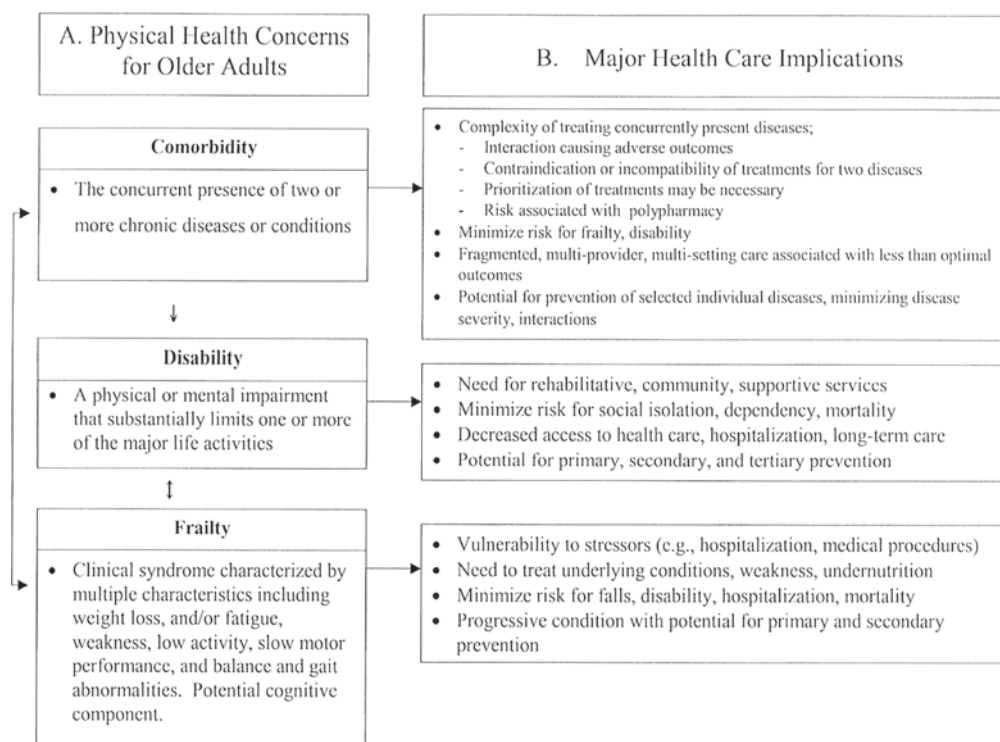 A. Physical Health Concerns
for Older Adults
B. Major Health Care Implications
Comorbidity
• The concurrent presence of two or
more chronic diseases or conditions
• Complexity of treating concurrently present diseases;
- Interaction causing adverse outcomes
- Contraindication or incompatibility of treatments for two diseases
- Prioritization of treatments may be necessary
- Risk associated with polypharmacy
• Minimize risk for frailty, disability
• Fragmented, multi-provider, multi-setting care associated with less than optimal
outcomes
• Potential for prevention of selected individual diseases, minimizing disease
severity, interactions
Disability
• A physical or mental impairment
that substantially limits one or more
of the major life activities
• Need for rehabilitative, community, supportive services
• Minimize risk for social isolation, dependency, mortality
• Decreased access to health care, hospitalization, long-term care
• Potential for primary, secondary, and tertiary prevention
Frailty
• Clinical syndrome characterized by
multiple characteristics including
weight loss, and/or fatigue,
weakness, low activity, slow motor
performance, and balance and gait
abnormalities. Potential cognitive
component.
• Vulnerability to stressors (e.g., hospitalization, medical procedures)
• Need to treat underlying conditions, weakness, undernutrition
• Minimize risk for falls, disability, hospitalization, mortality
• Progressive condition with potential for primary and secondary
prevention